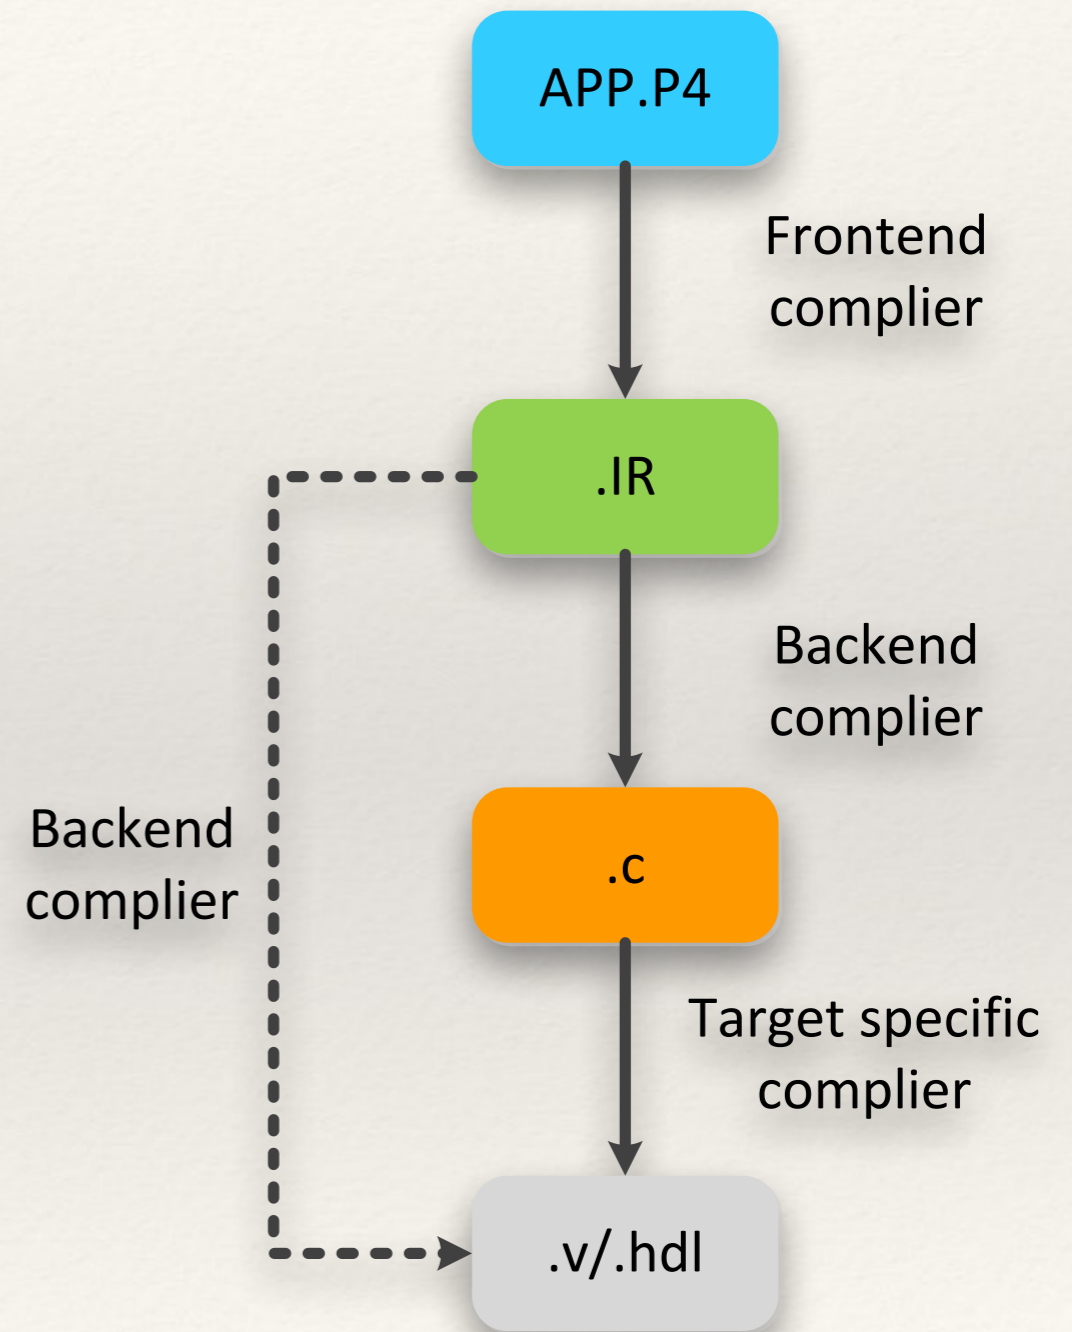 APP.P4
Frontend
complier
.IR
Backend
complier
Backend
complier
.c
Target specific
complier
.v/.hdl